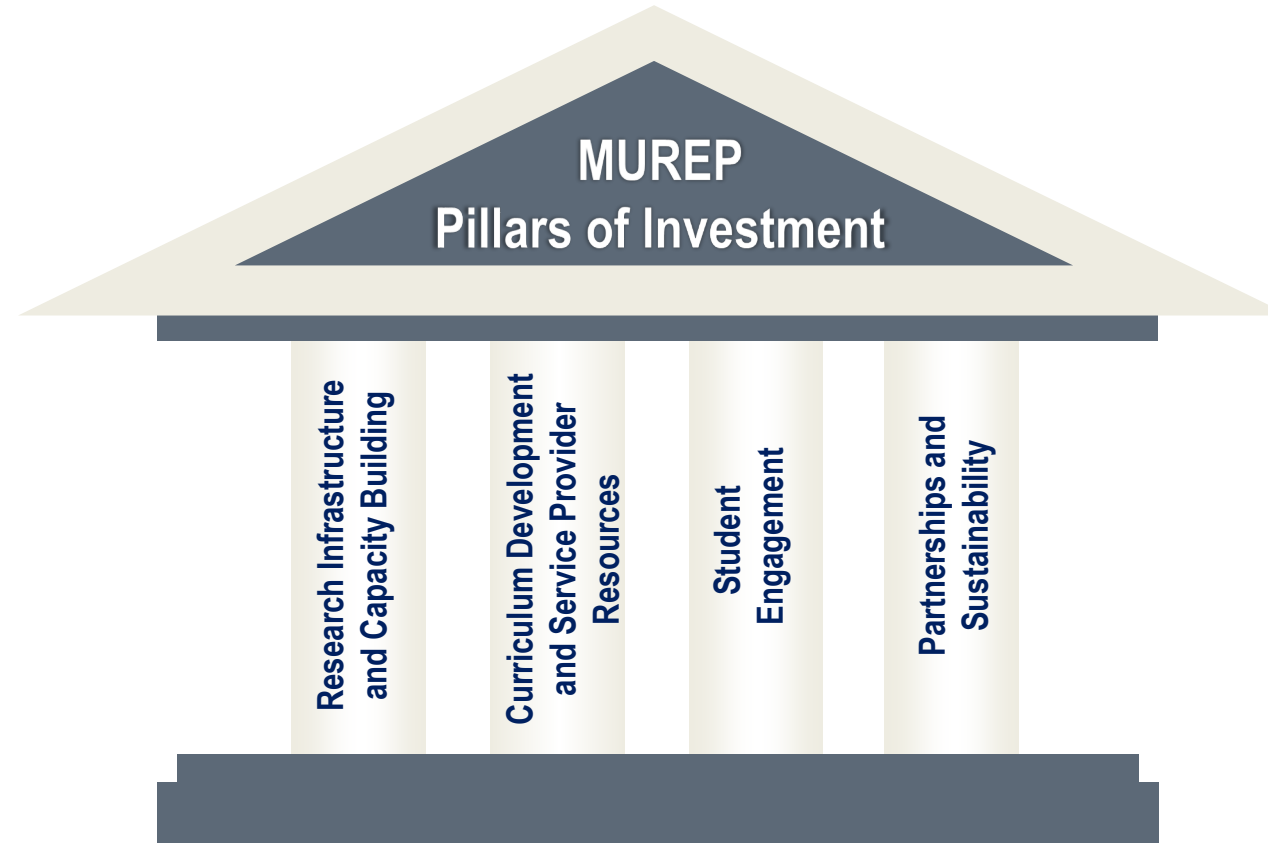 MUREP
Pillars of Investment
Research Infrastructure
and Capacity Building
Curriculum Development
and Service Provider
Resources
Student
Engagement
Partnerships and
Sustainability